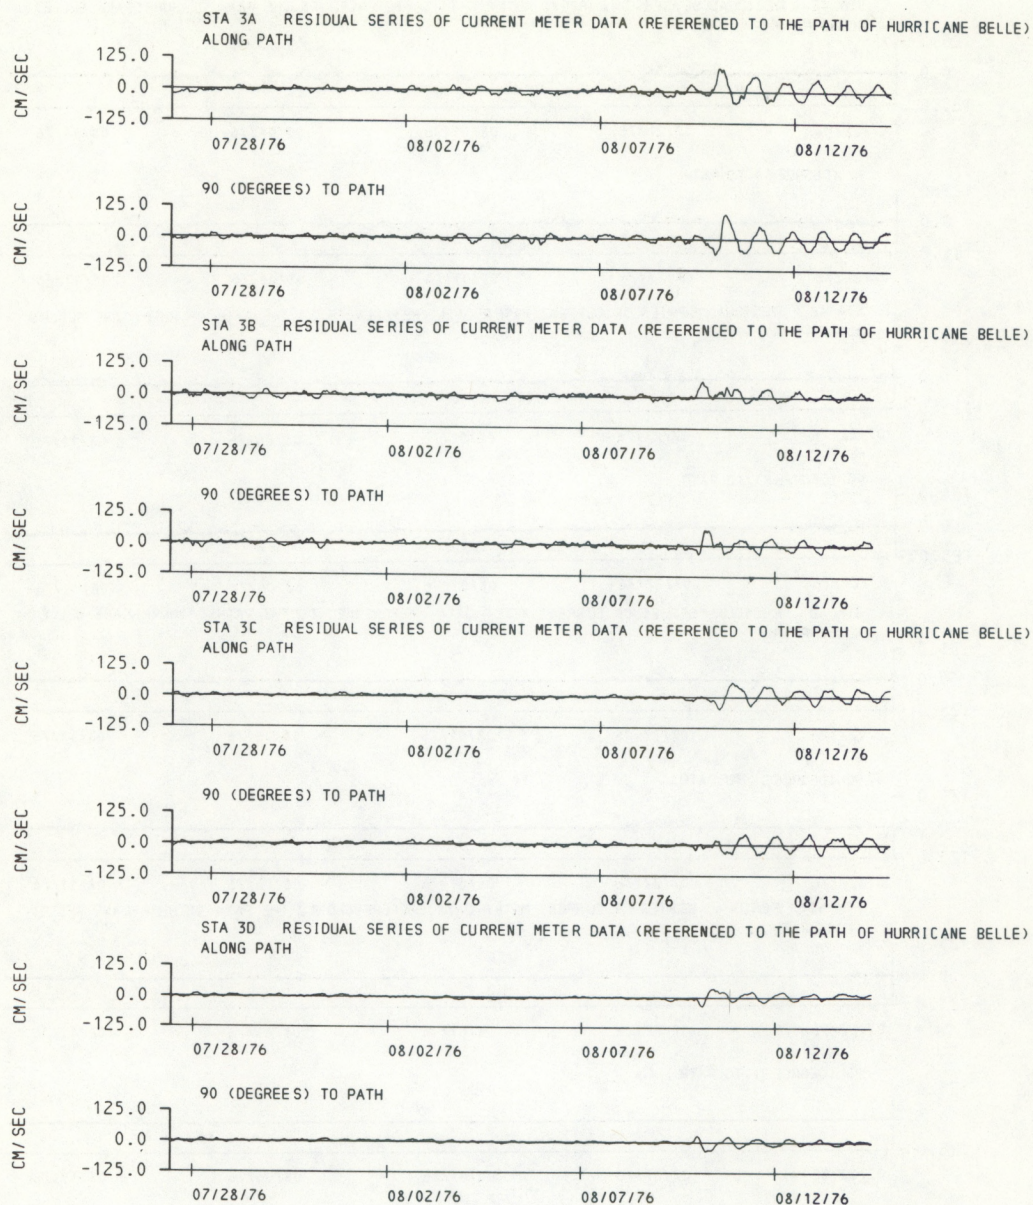 STA 3A RESIDUAL SERIES OF CURRENT METER DATA (REFERENCED TO THE PATH OF HURRICANE BELLE)
ALONG PATH
CM/SEC
125.0
0.0
-125.0
07/28/76 08/02/76 08/07/76 08/12/76
90 (DEGREES) TO PATH
CM/SEC
125.0
0.0
-125.0
07/28/76 08/02/76 08/07/76 08/12/76
STA 3B RESIDUAL SERIES OF CURRENT METER DATA (REFERENCED TO THE PATH OF HURRICANE BELLE)
ALONG PATH
CM/SEC
125.0
0.0
-125.0
07/28/76 08/02/76 08/07/76 08/12/76
90 (DEGREES) TO PATH
CM/SEC
125.0
0.0
-125.0
07/28/76 08/02/76 08/07/76 08/12/76
STA 3C RESIDUAL SERIES OF CURRENT METER DATA (REFERENCED TO THE PATH OF HURRICANE BELLE)
ALONG PATH
CM/SEC
125.0
0.0
-125.0
07/28/76 08/02/76 08/07/76 08/12/76
90 (DEGREES) TO PATH
CM/SEC
125.0
0.0
-125.0
07/28/76 08/02/76 08/07/76 08/12/76
STA 3D RESIDUAL SERIES OF CURRENT METER DATA (REFERENCED TO THE PATH OF HURRICANE BELLE)
ALONG PATH
CM/SEC
125.0
0.0
-125.0
07/28/76 08/02/76 08/07/76 08/12/76
90 (DEGREES) TO PATH
CM/SEC
125.0
0.0
-125.0
07/28/76 08/02/76 08/07/76 08/12/76